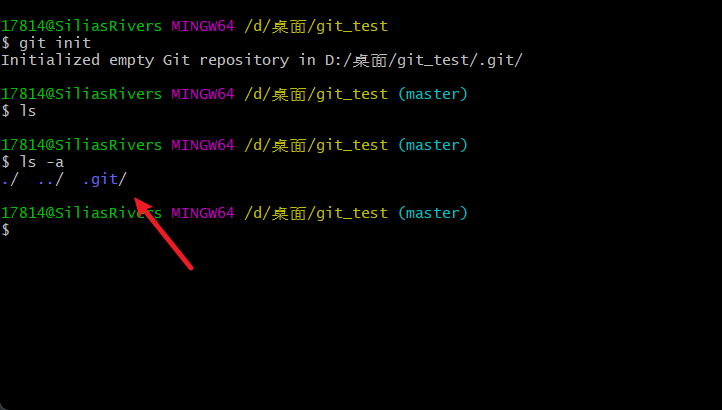 17814@SiliasRivers MINGW64 /d/桌面/git_test
$ git init
Initialized empty Git repository in D:/桌面/git_test/.git/
17814@SiliasRivers MINGW64 /d/桌面/git_test (master)
$ ls
17814@SiliasRivers MINGW64 /d/桌面/git_test (master)
$ ls -a
./  ../  .git/
17814@SiliasRivers MINGW64 /d/桌面/git_test (master)
$